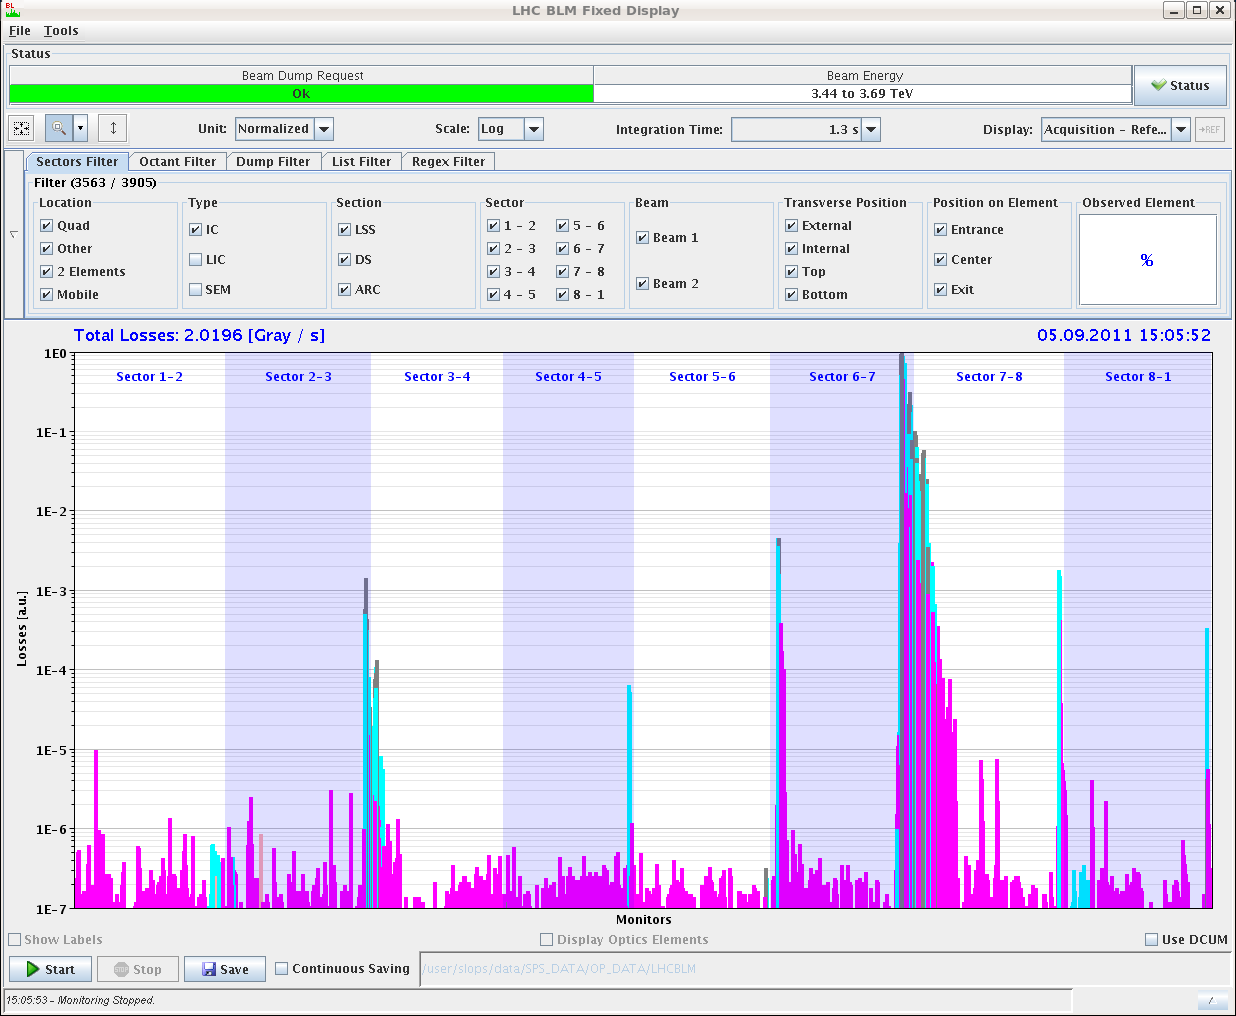 BL
LHC BLM Fixed Display
File Tools
Status
Beam Dump Request Beam Energy
Ok 3.44 to 3.69 TeV
Status
Unit: Normalized Scale: Log Integration Time: 1.3 s Display: Acquisition - Refe... →REF
Sectors Filter Octant Filter Dump Filter List Filter Regex Filter
Filter (3563 / 3905)
Location Type Section Sector Beam Transverse Position Position on Element Observed Element
Quad IC LSS 1 - 2 5 - 6 Beam 1 External Entrance %
Other LIC DS 2 - 3 6 - 7 Beam 2 Internal Center
2 Elements SEM ARC 3 - 4 7 - 8 Top Exit
Mobile 4 - 5 8 - 1 Bottom
Total Losses: 2.0196 [Gray / s] 05.09.2011 15:05:52
1E0
Sector 1-2 Sector 2-3 Sector 3-4 Sector 4-5 Sector 5-6 Sector 6-7 Sector 7-8 Sector 8-1
1E-1
1E-2
1E-3
Losses [a.u.]
1E-4
1E-5
1E-6
1E-7
Monitors
Show Labels Display Optics Elements Use DCUM
Start STOP Stop Save Continuous Saving /user/slops/data/SPS_DATA/OP_DATA/LHCBLM
15:05:53 - Monitoring Stopped.